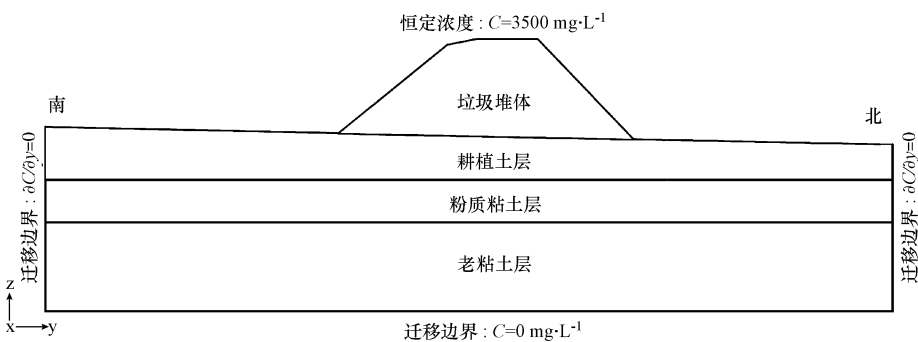 恒定浓度 : C=3500 mg·L-1
垃圾堆体
南
北
迁移边界 : ∂C/∂y=0
耕植土层
粉质粘土层
老粘土层
迁移边界 : ∂C/∂y=0
z
x
y
迁移边界 : C=0 mg·L-1